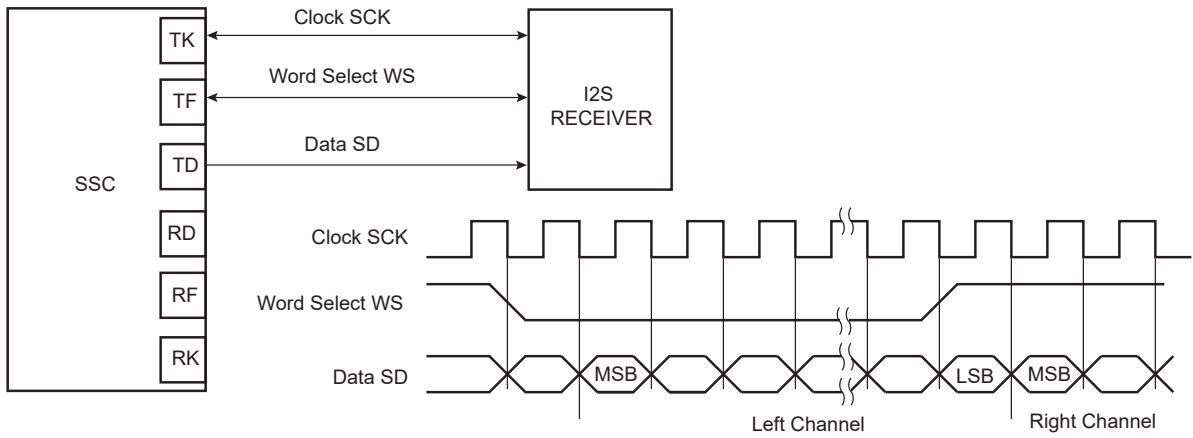 Clock SCK
TK
Word Select WS
TF
I2S
RECEIVER
Data SD
TD
SSC
RD
Clock SCK
RF
Word Select WS
RK
Data SD
MSB
LSB
MSB
Left Channel
Right Channel